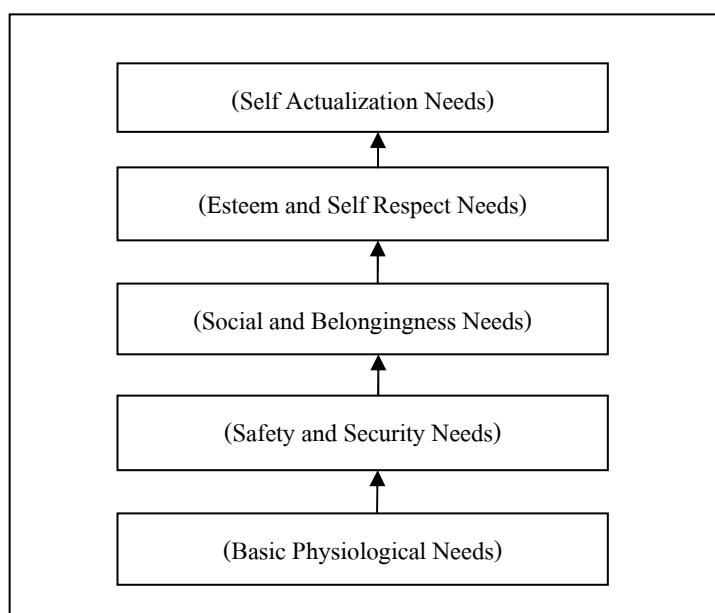 (Self Actualization Needs)
(Esteem and Self Respect Needs)
(Social and Belongingness Needs)
(Safety and Security Needs)
(Basic Physiological Needs)